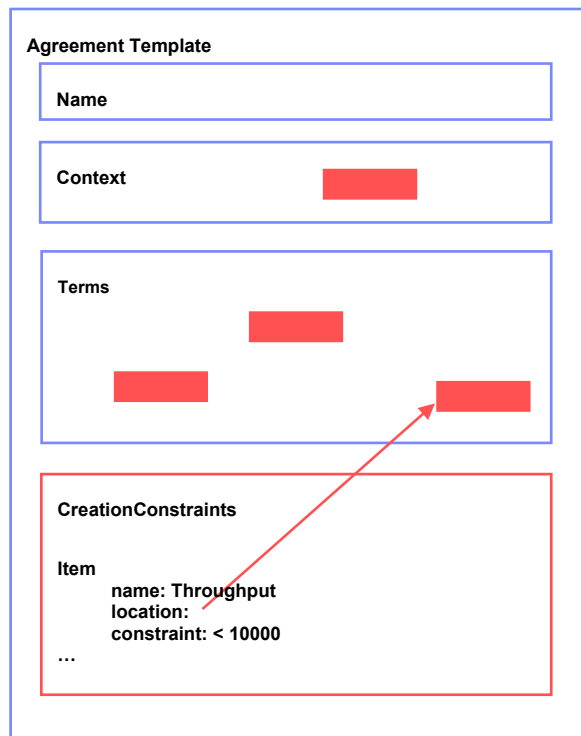 Agreement Template
Name
Context
Terms
CreationConstraints
Item
name: Throughput
location:
constraint: < 10000
…